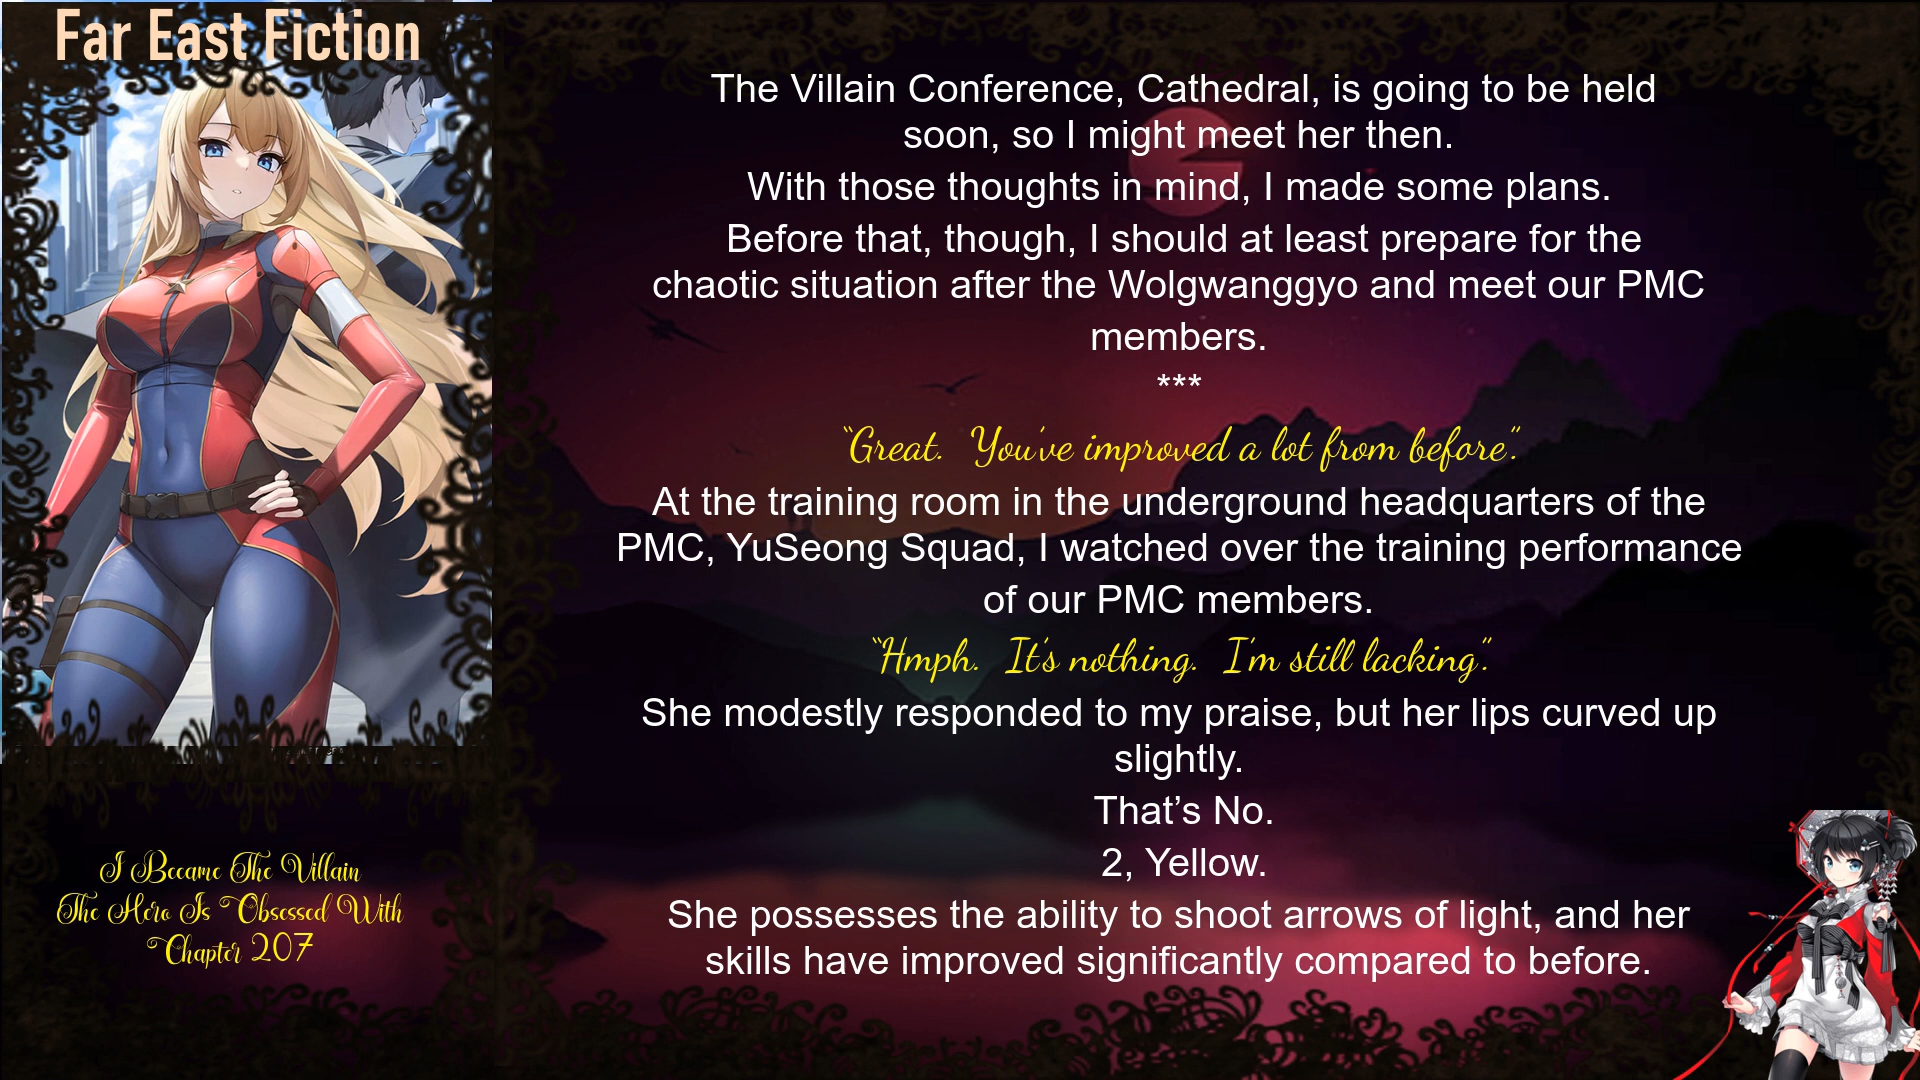 Far East Fiction
The Villain Conference, Cathedral, is going to be held
soon, so I might meet her then.
With those thoughts in mind, I made some plans.
Before that, though, I should at least prepare for the
chaotic situation after the Wolgwanggyo and meet our PMC
members.
***
“Great. You’ve improved a lot from before”.
At the training room in the underground headquarters of the
PMC, YuSeong Squad, I watched over the training performance
of our PMC members.
“Hmph. It’s nothing. I’m still lacking”.
She modestly responded to my praise, but her lips curved up
slightly.
That’s No.
2, Yellow.
She possesses the ability to shoot arrows of light, and her
skills have improved significantly compared to before.
I Became The Villain
The Hero Is Obsessed With
Chapter 207